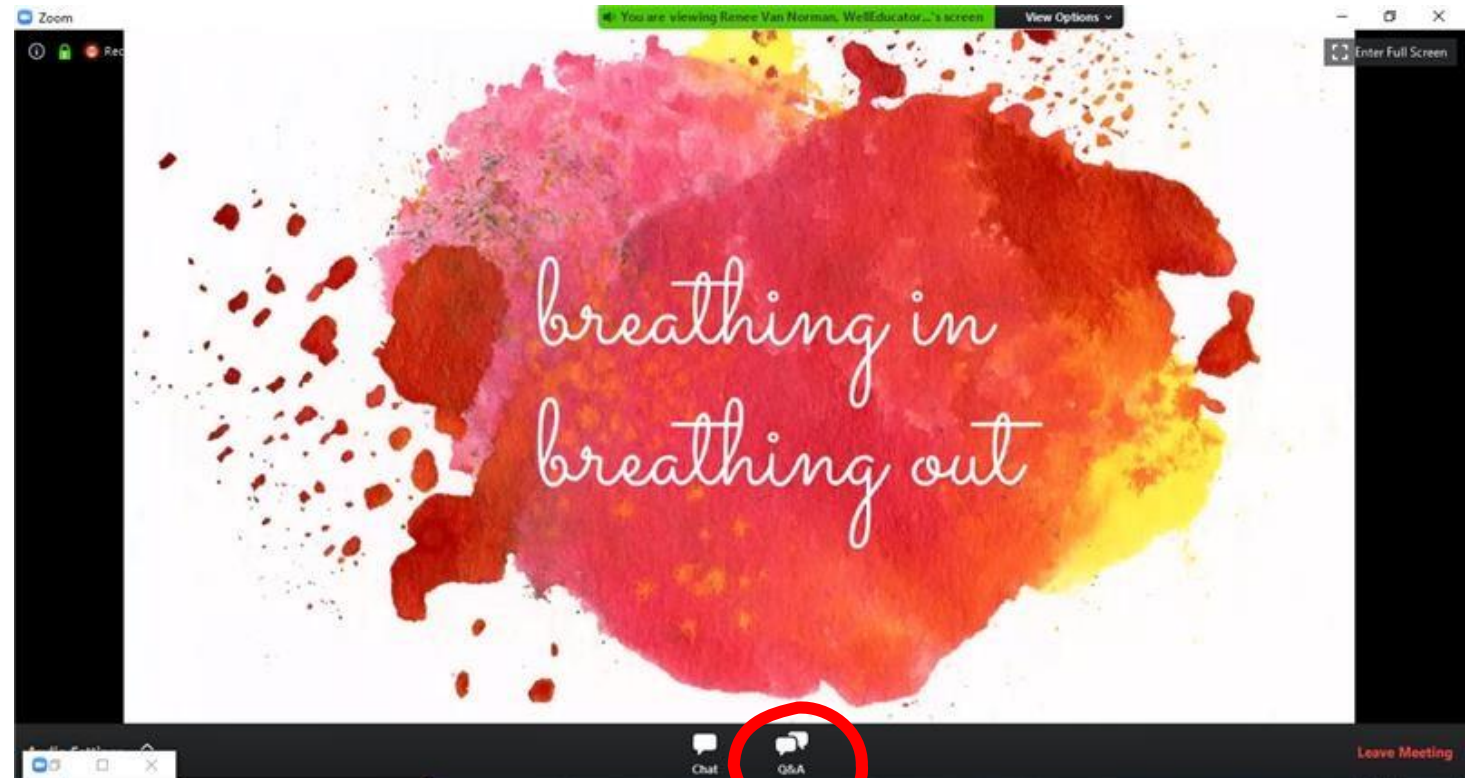 Zoom
You are viewing Renee Van Norman, WellEducator...'s screen View Options
Rec
Enter Full Screen
breathing in
breathing out
Chat Q&A
Leave Meeting